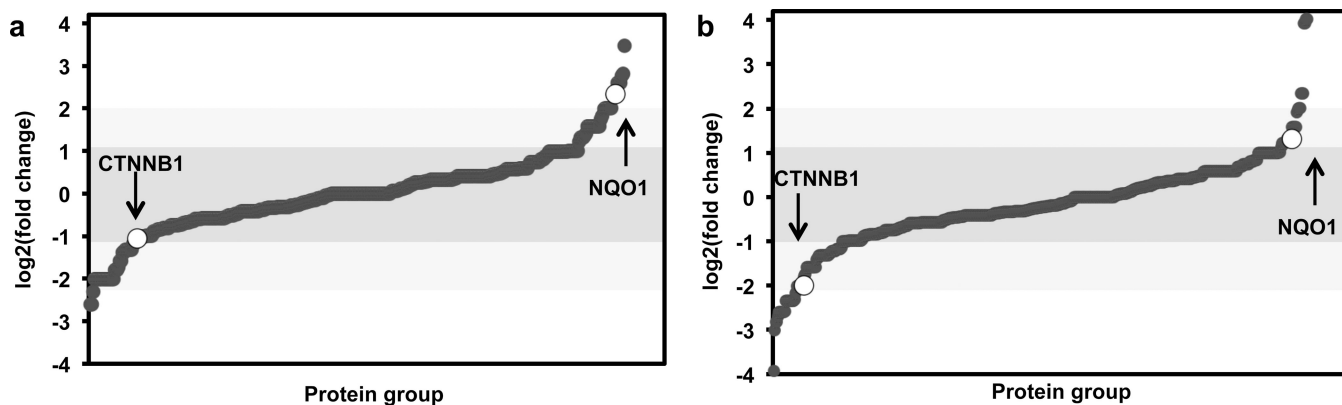 a
log2(fold change)
4
3
2
1
0
-1
-2
-3
-4
CTNNB1
NQO1
Protein group
b
log2(fold change)
4
3
2
1
0
-1
-2
-3
-4
CTNNB1
NQO1
Protein group